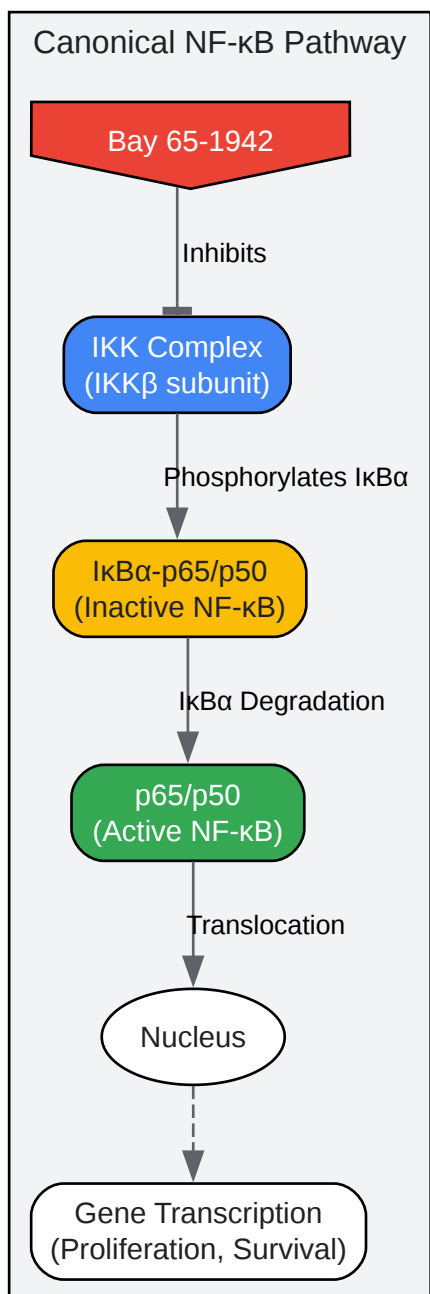 Canonical NF-κB Pathway
Bay 65-1942
Inhibits
IKK Complex
(IKKβ subunit)
Phosphorylates IκBα
IκBα-p65/p50
(Inactive NF-κB)
IκBα Degradation
p65/p50
(Active NF-κB)
Translocation
Nucleus
Gene Transcription
(Proliferation, Survival)